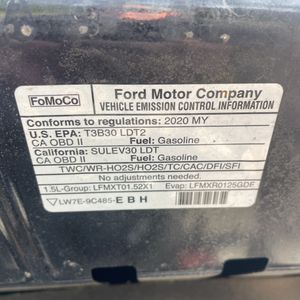 FoMoCo
Ford Motor Company
VEHICLE EMISSION CONTROL INFORMATION
Conforms to regulations: 2020 MY
U.S. EPA: T3B30 LDT2
CA OBD II Fuel: Gasoline
California: SULEV30 LDT
CA OBD II Fuel: Gasoline
TWC/WR-HO2S/HO2S/TC/CAC/DFI/SFI
No adjustments needed.
1.5L-Group: LFMXT01.52X1 Evap: LFMXR0125GDF
LW7E-9C485-EBH